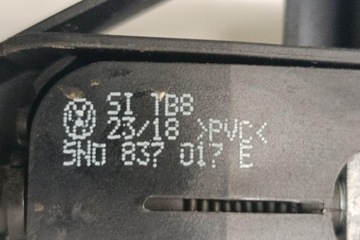 SI TB8
23/18 >PVC<
5N0 837 017 E